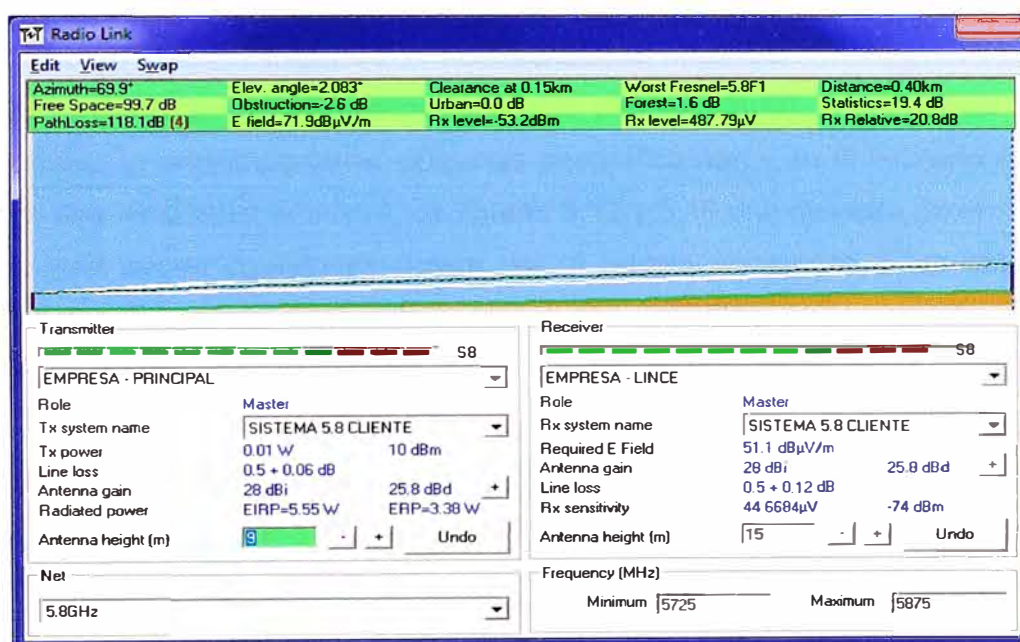 Radio Link
Edit View Swap
Azimuth=69,9° Elev. angle=2.083° Clearance at 0.15km Worst Fresnel=5.8F1 Distance=0.40km
Free Space=99.7 dB Obstruction=-2.6 dB Urban=0.0 dB Forest=1.6 dB Statistics=19.4 dB
PathLoss=118.1dB (4) E field=71.9dBµV/m Rx level=-53.2dBm Rx level=487.79µV Rx Relative=20.8dB
Transmitter
S8
EMPRESA - PRINCIPAL
Role Master
Tx system name SISTEMA 5.8 CLIENTE
Tx power 0.01 W 10 dBm
Line loss 0.5 + 0.06 dB
Antenna gain 28 dBi 25.8 dBd +
Radiated power EIRP=5.55 W ERP=3.38 W
Antenna height (m) 9 - + Undo
Net
5.8GHz
Receiver
S8
EMPRESA - LINCE
Role Master
Rx system name SISTEMA 5.8 CLIENTE
Required E Field 51.1 dBµV/m
Antenna gain 28 dBi 25.8 dBd +
Line loss 0.5 + 0.12 dB
Rx sensitivity 44 6684µV -74 dBm
Antenna height (m) 15 - + Undo
Frequency (MHz)
Minimum 5725 Maximum 5875